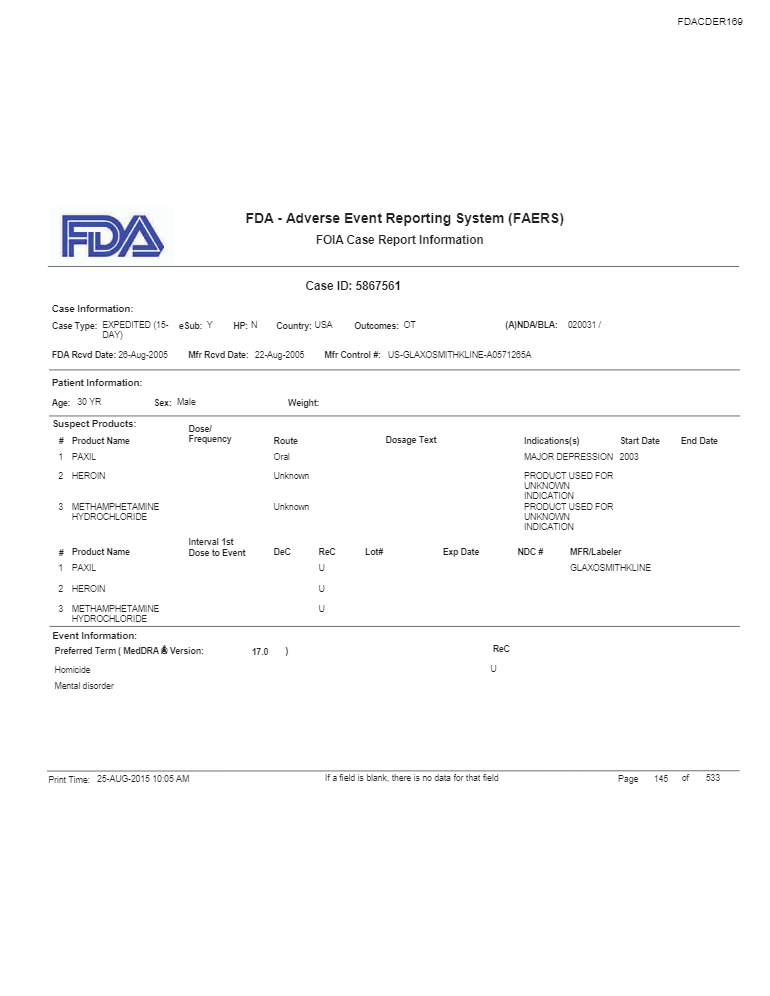 FDACDER169
FDA
FDA - Adverse Event Reporting System (FAERS)
FOIA Case Report Information
Case ID: 5867561
Case Information:
Case Type: EXPEDITED (15- eSub: Y HP: N Country: USA Outcomes: OT (A)NDA/BLA: 020031 /
DAY)
FDA Rcvd Date: 26-Aug-2005 Mfr Rcvd Date: 22-Aug-2005 Mfr Control #: US-GLAXOSMITHKLINE-A0571265A
Patient Information:
Age: 30 YR Sex: Male Weight:
Suspect Products:
Dose/
# Product Name Frequency Route Dosage Text Indications(s) Start Date End Date
1 PAXIL Oral MAJOR DEPRESSION 2003
2 HEROIN Unknown PRODUCT USED FOR
UNKNOWN
INDICATION
3 METHAMPHETAMINE Unknown PRODUCT USED FOR
HYDROCHLORIDE UNKNOWN
INDICATION
Interval 1st
# Product Name Dose to Event DeC ReC Lot# Exp Date NDC # MFR/Labeler
1 PAXIL U GLAXOSMITHKLINE
2 HEROIN U
3 METHAMPHETAMINE U
HYDROCHLORIDE
Event Information:
Preferred Term ( MedDRA Version: 17.0 ) ReC
Homicide U
Mental disorder
Print Time: 25-AUG-2015 10:05 AM If a field is blank, there is no data for that field Page 145 of 533